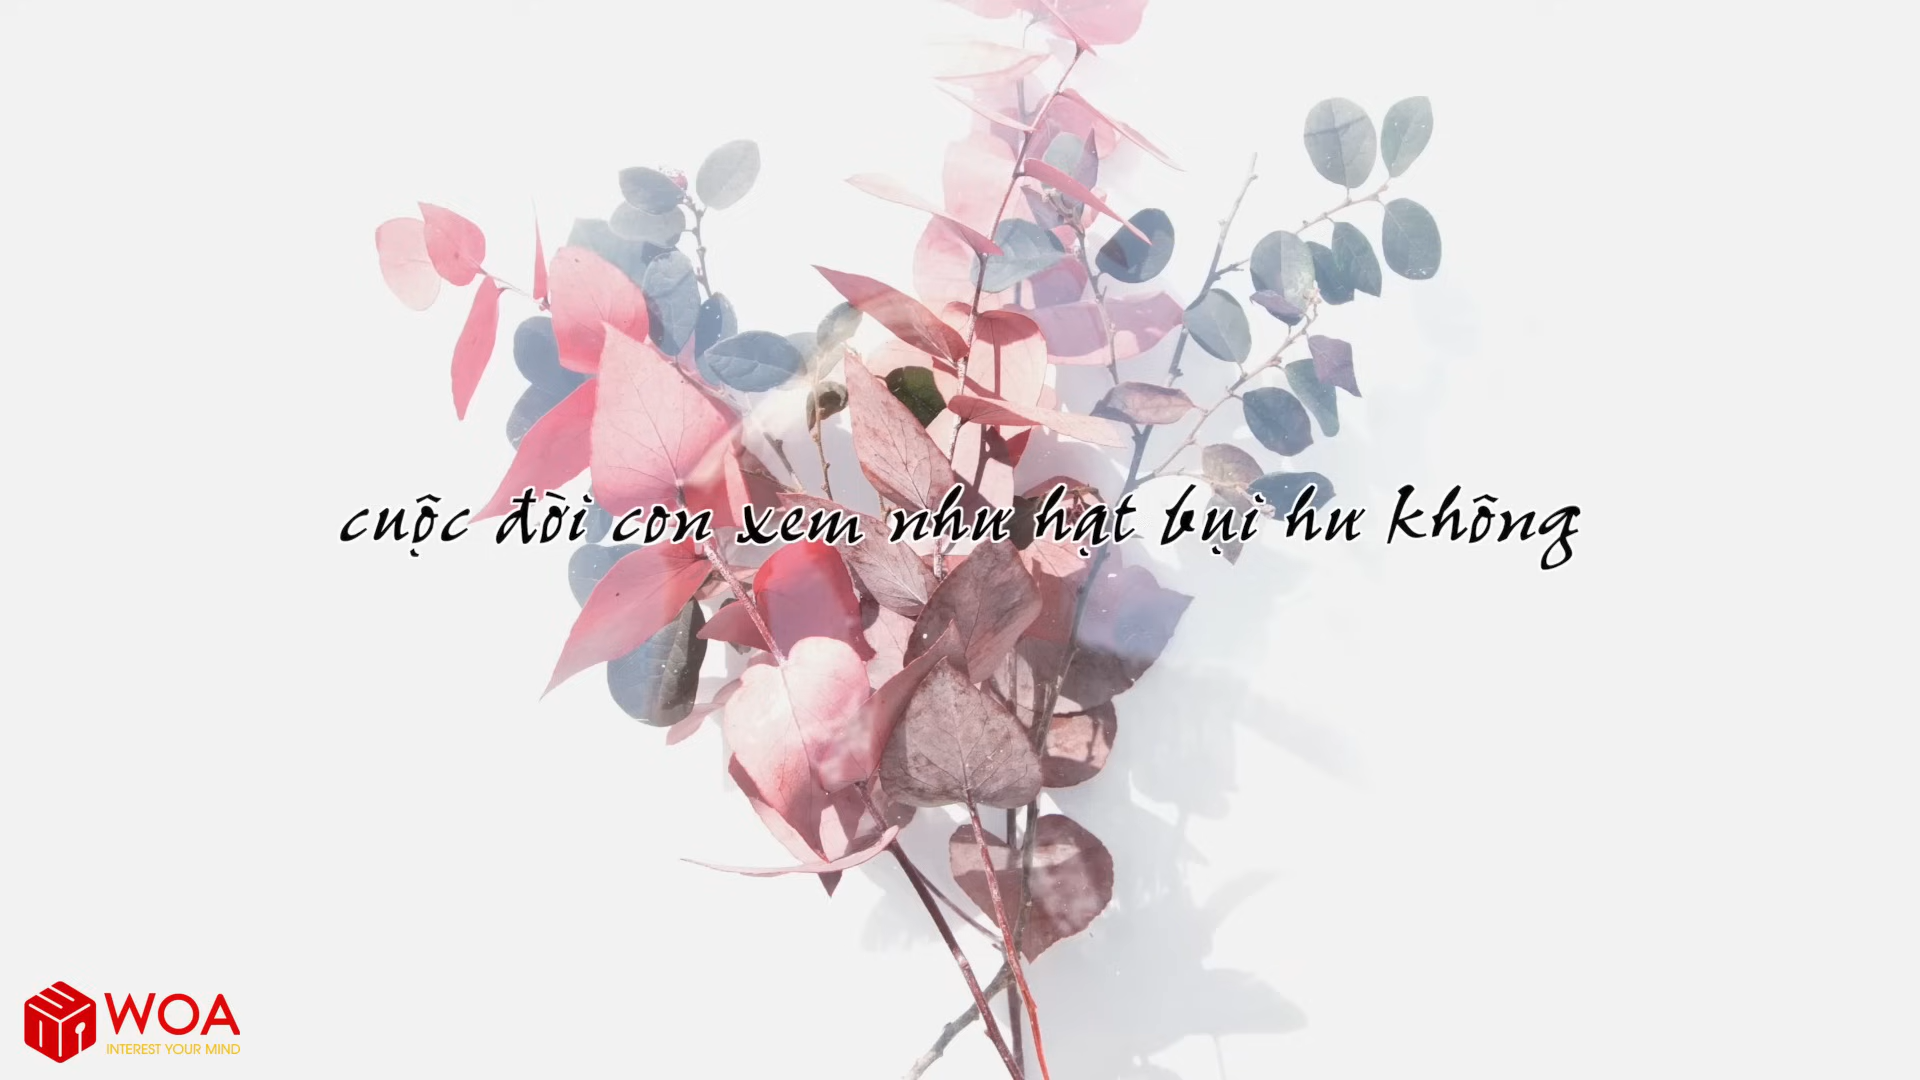 cuộc đời con xem như hạt bụi hư không
WOA
INTEREST YOUR MIND